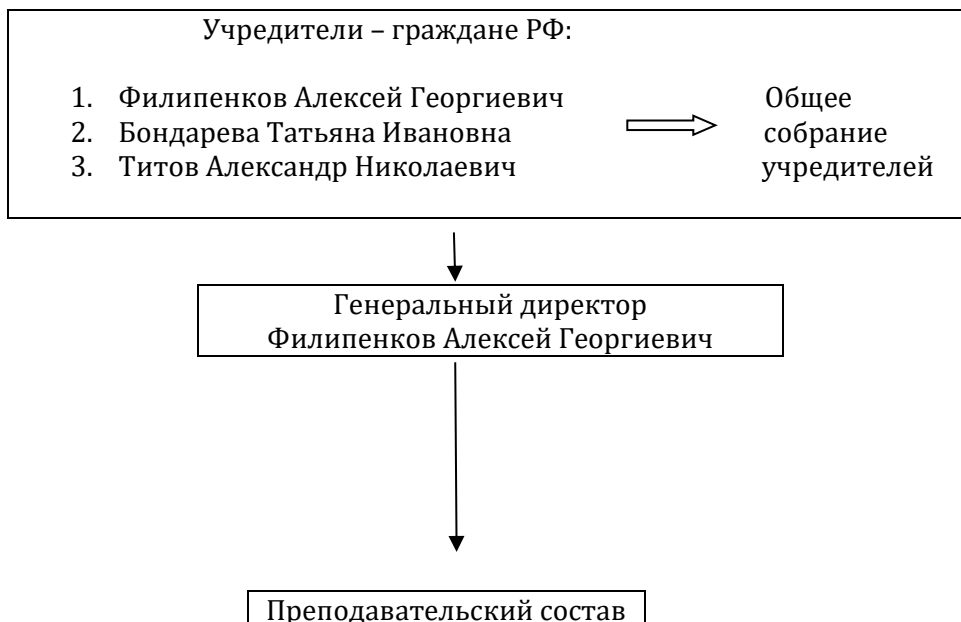 Учредители – граждане РФ:
1. Филипенков Алексей Георгиевич
2. Бондарева Татьяна Ивановна
3. Титов Александр Николаевич
Общее
собрание
учредителей
Генеральный директор
Филипенков Алексей Георгиевич
Преподавательский состав